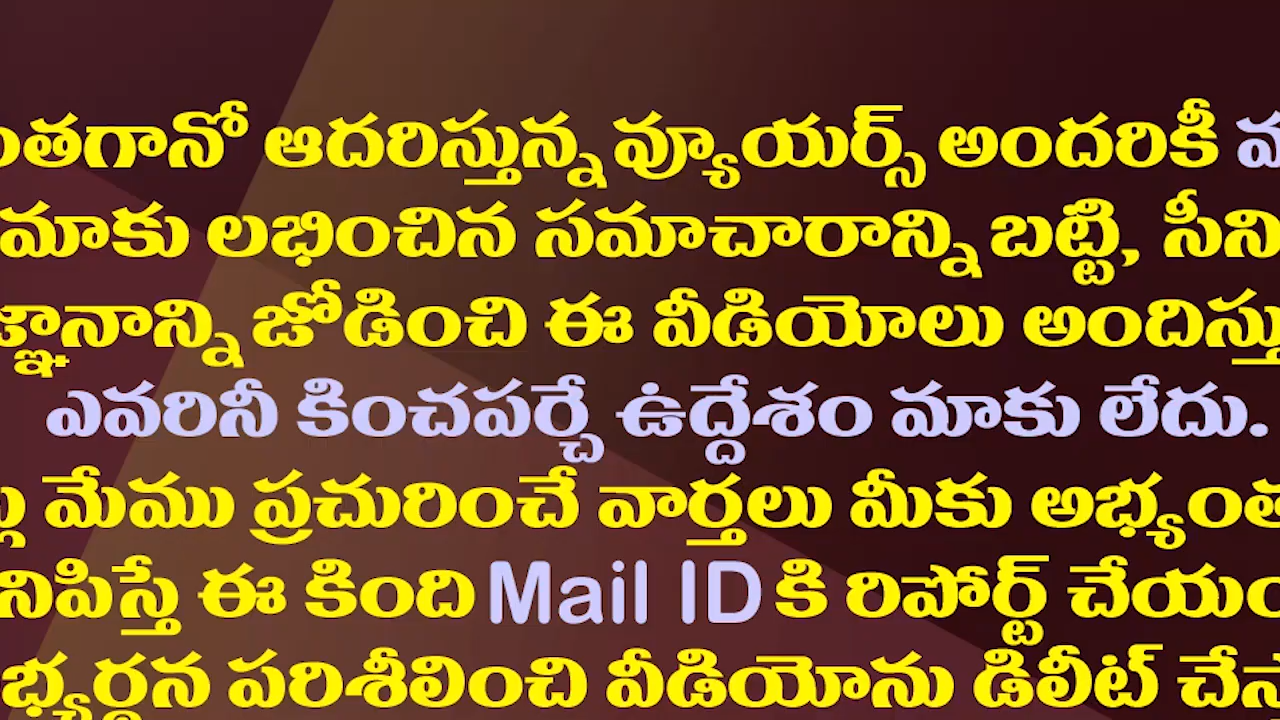 ంతగానో ఆదరిస్తున్న వ్యూయర్స్ అందరికీ
మాకు లభించిన సమాచారాన్ని బట్టి, సీని
జ్ఞానాన్ని జోడించి ఈ వీడియోలు అందిస్తు
ఎవరినీ కించపర్చే ఉద్దేశం మాకు లేదు.
ల్లు మేము ప్రచురించే వార్తలు మీకు అభ్యంత
నిపిస్తే ఈ కింది Mail ID కి రిపోర్ట్ చేయం
భ్యర్థన పరిశీలించి వీడియోను డిలీట్ చేస